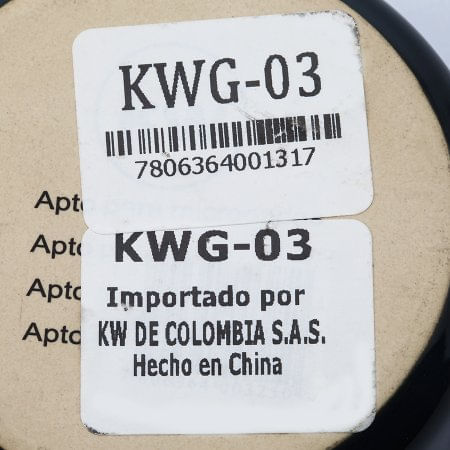 KWG-03
7806364001317
Apto
Apto
KWG-03
Apto
Importado por
Apto
KW DE COLOMBIA S.A.S.
Hecho en China